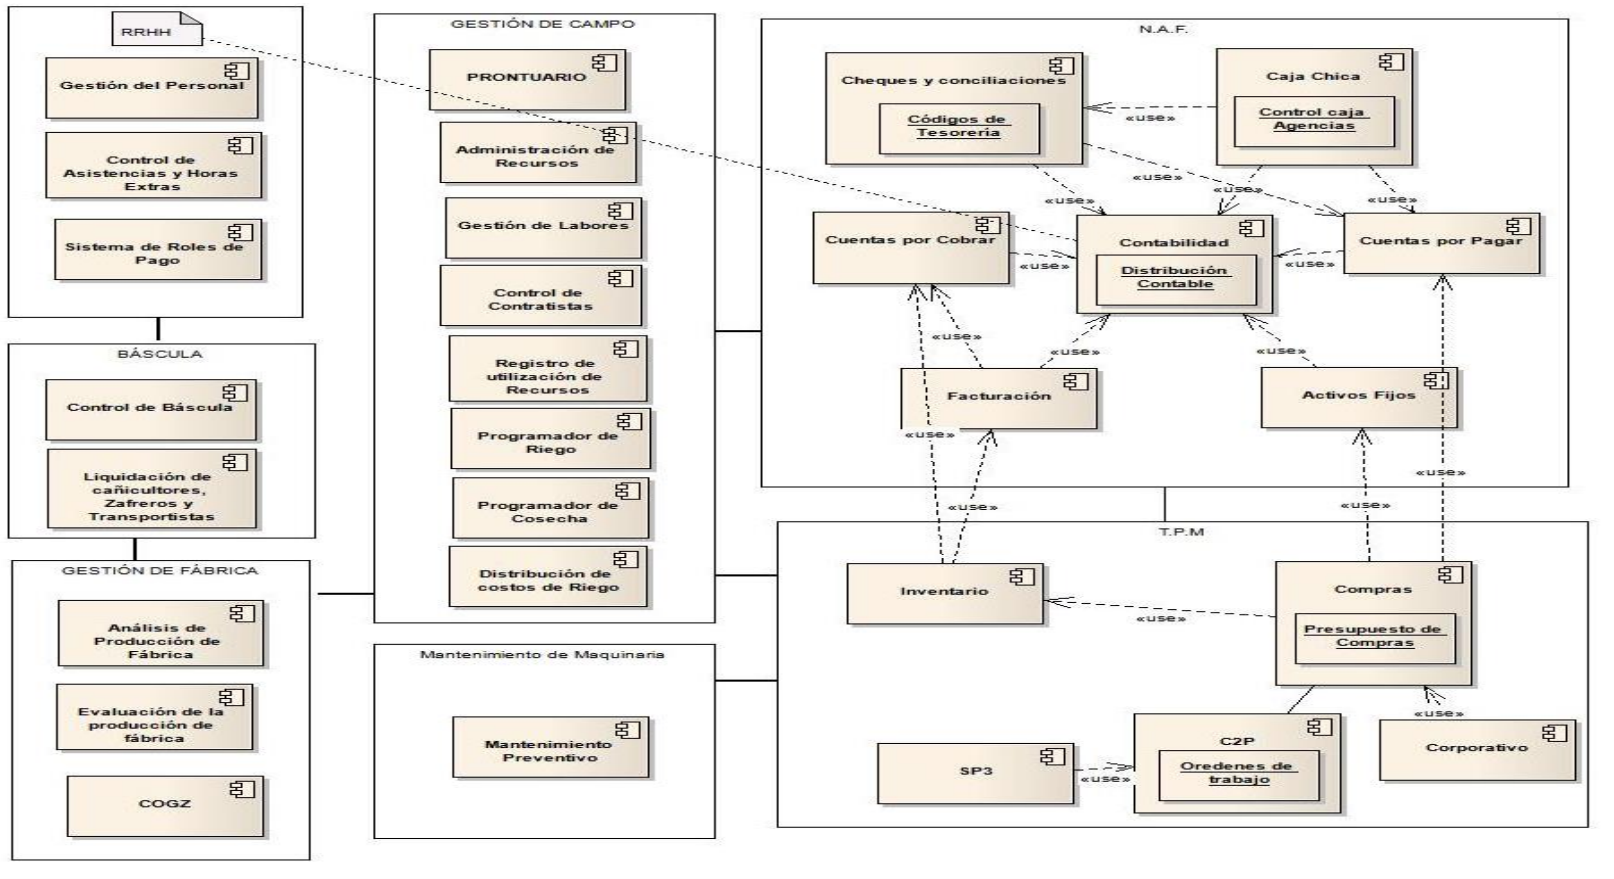 RRHH
Gestión del Personal
Control de
Asistencias y Horas
Extras
Sistema de Roles de
Pago
BÁSCULA
Control de Báscula
Liquidación de
cañicultores,
Zafreros y
Transportistas
GESTIÓN DE FÁBRICA
Análisis de
Producción de
Fábrica
Evaluación de la
producción de
fábrica
COGZ
GESTIÓN DE CAMPO
PRONTUARIO
Administración de
Recursos
Gestión de Labores
Control de
Contratistas
Registro de
utilización de
Recursos
Programador de
Riego
Programador de
Cosecha
Distribución de
costos de Riego
Mantenimiento de Maquinaria
Mantenimiento
Preventivo
N.A.F.
Cheques y conciliaciones
Códigos de
Tesorería
«use»
Caja Chica
Control caja
Agencias
«use»
«use»
«use»
«use»
Cuentas por Cobrar
«use»
Contabilidad
Distribución
Contable
«use»
Cuentas por Pagar
«use»
«use»
«use»
Facturación
Activos Fijos
«use»
«use»
«use»
«use»
T.P.M
Inventario
«use»
Compras
Presupuesto de
Compras
«use»
SP3
«use»
C2P
Oredenes de
trabajo
Corporativo